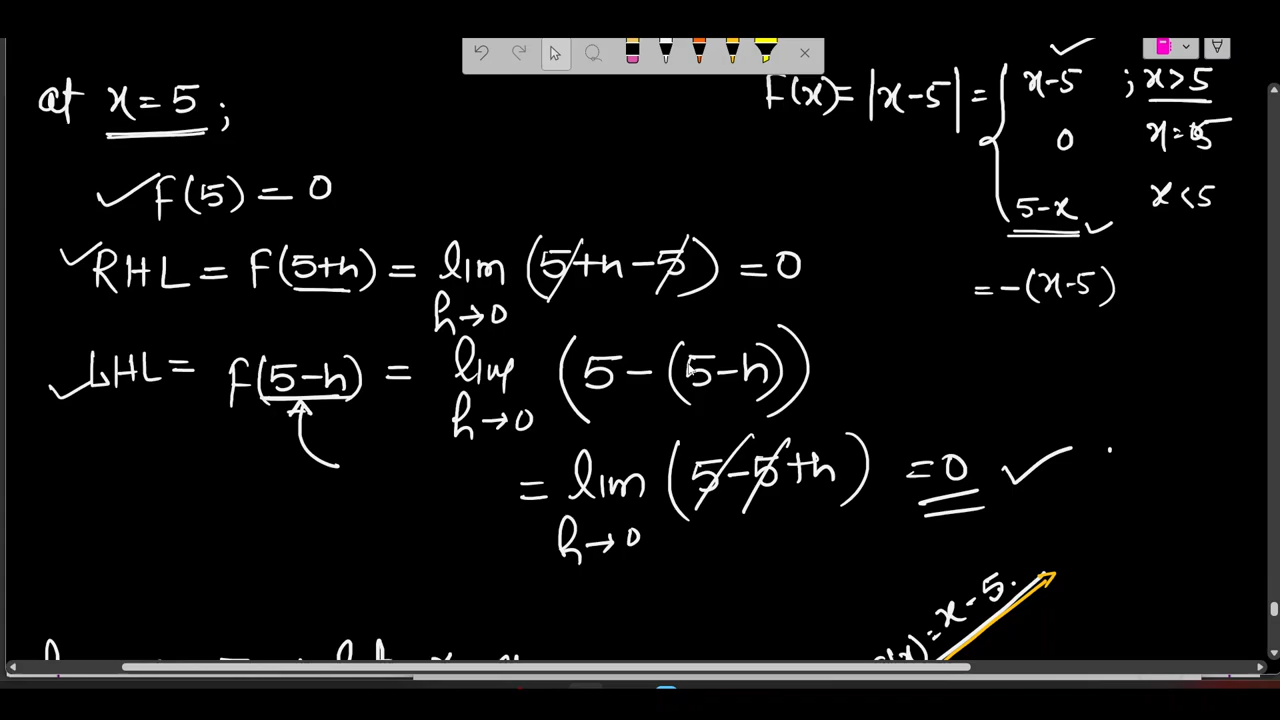 at x = 5 ;
F(x) = |x-5| = { x-5 ; x>5
0 x=5
5-x x<5
= -(x-5)
F(5) = 0
RHL = F(5+h) = lim h→0 (5+h-5) = 0
LHL = F(5-h) = lim h→0 (5-(5-h))
= lim h→0 (5-5+h) = 0
= x-5.